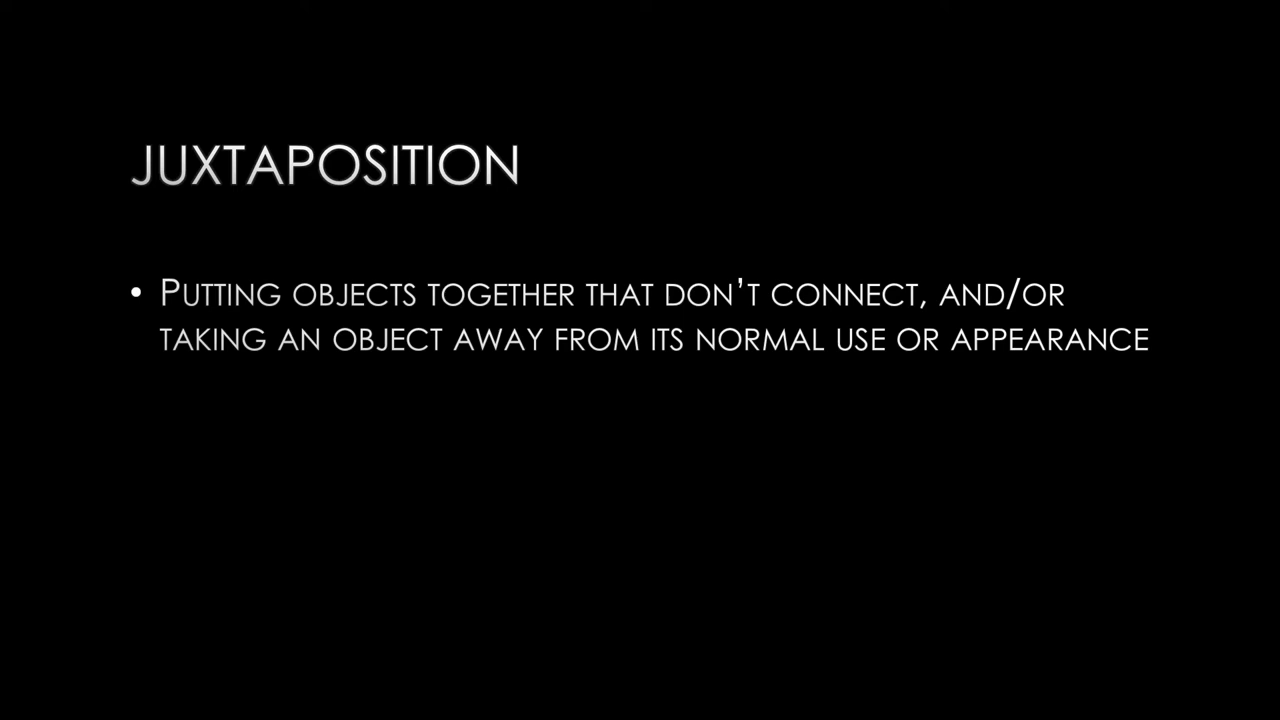 JUXTAPOSITION
• Putting objects together that don’t connect, and/or
taking an object away from its normal use or appearance